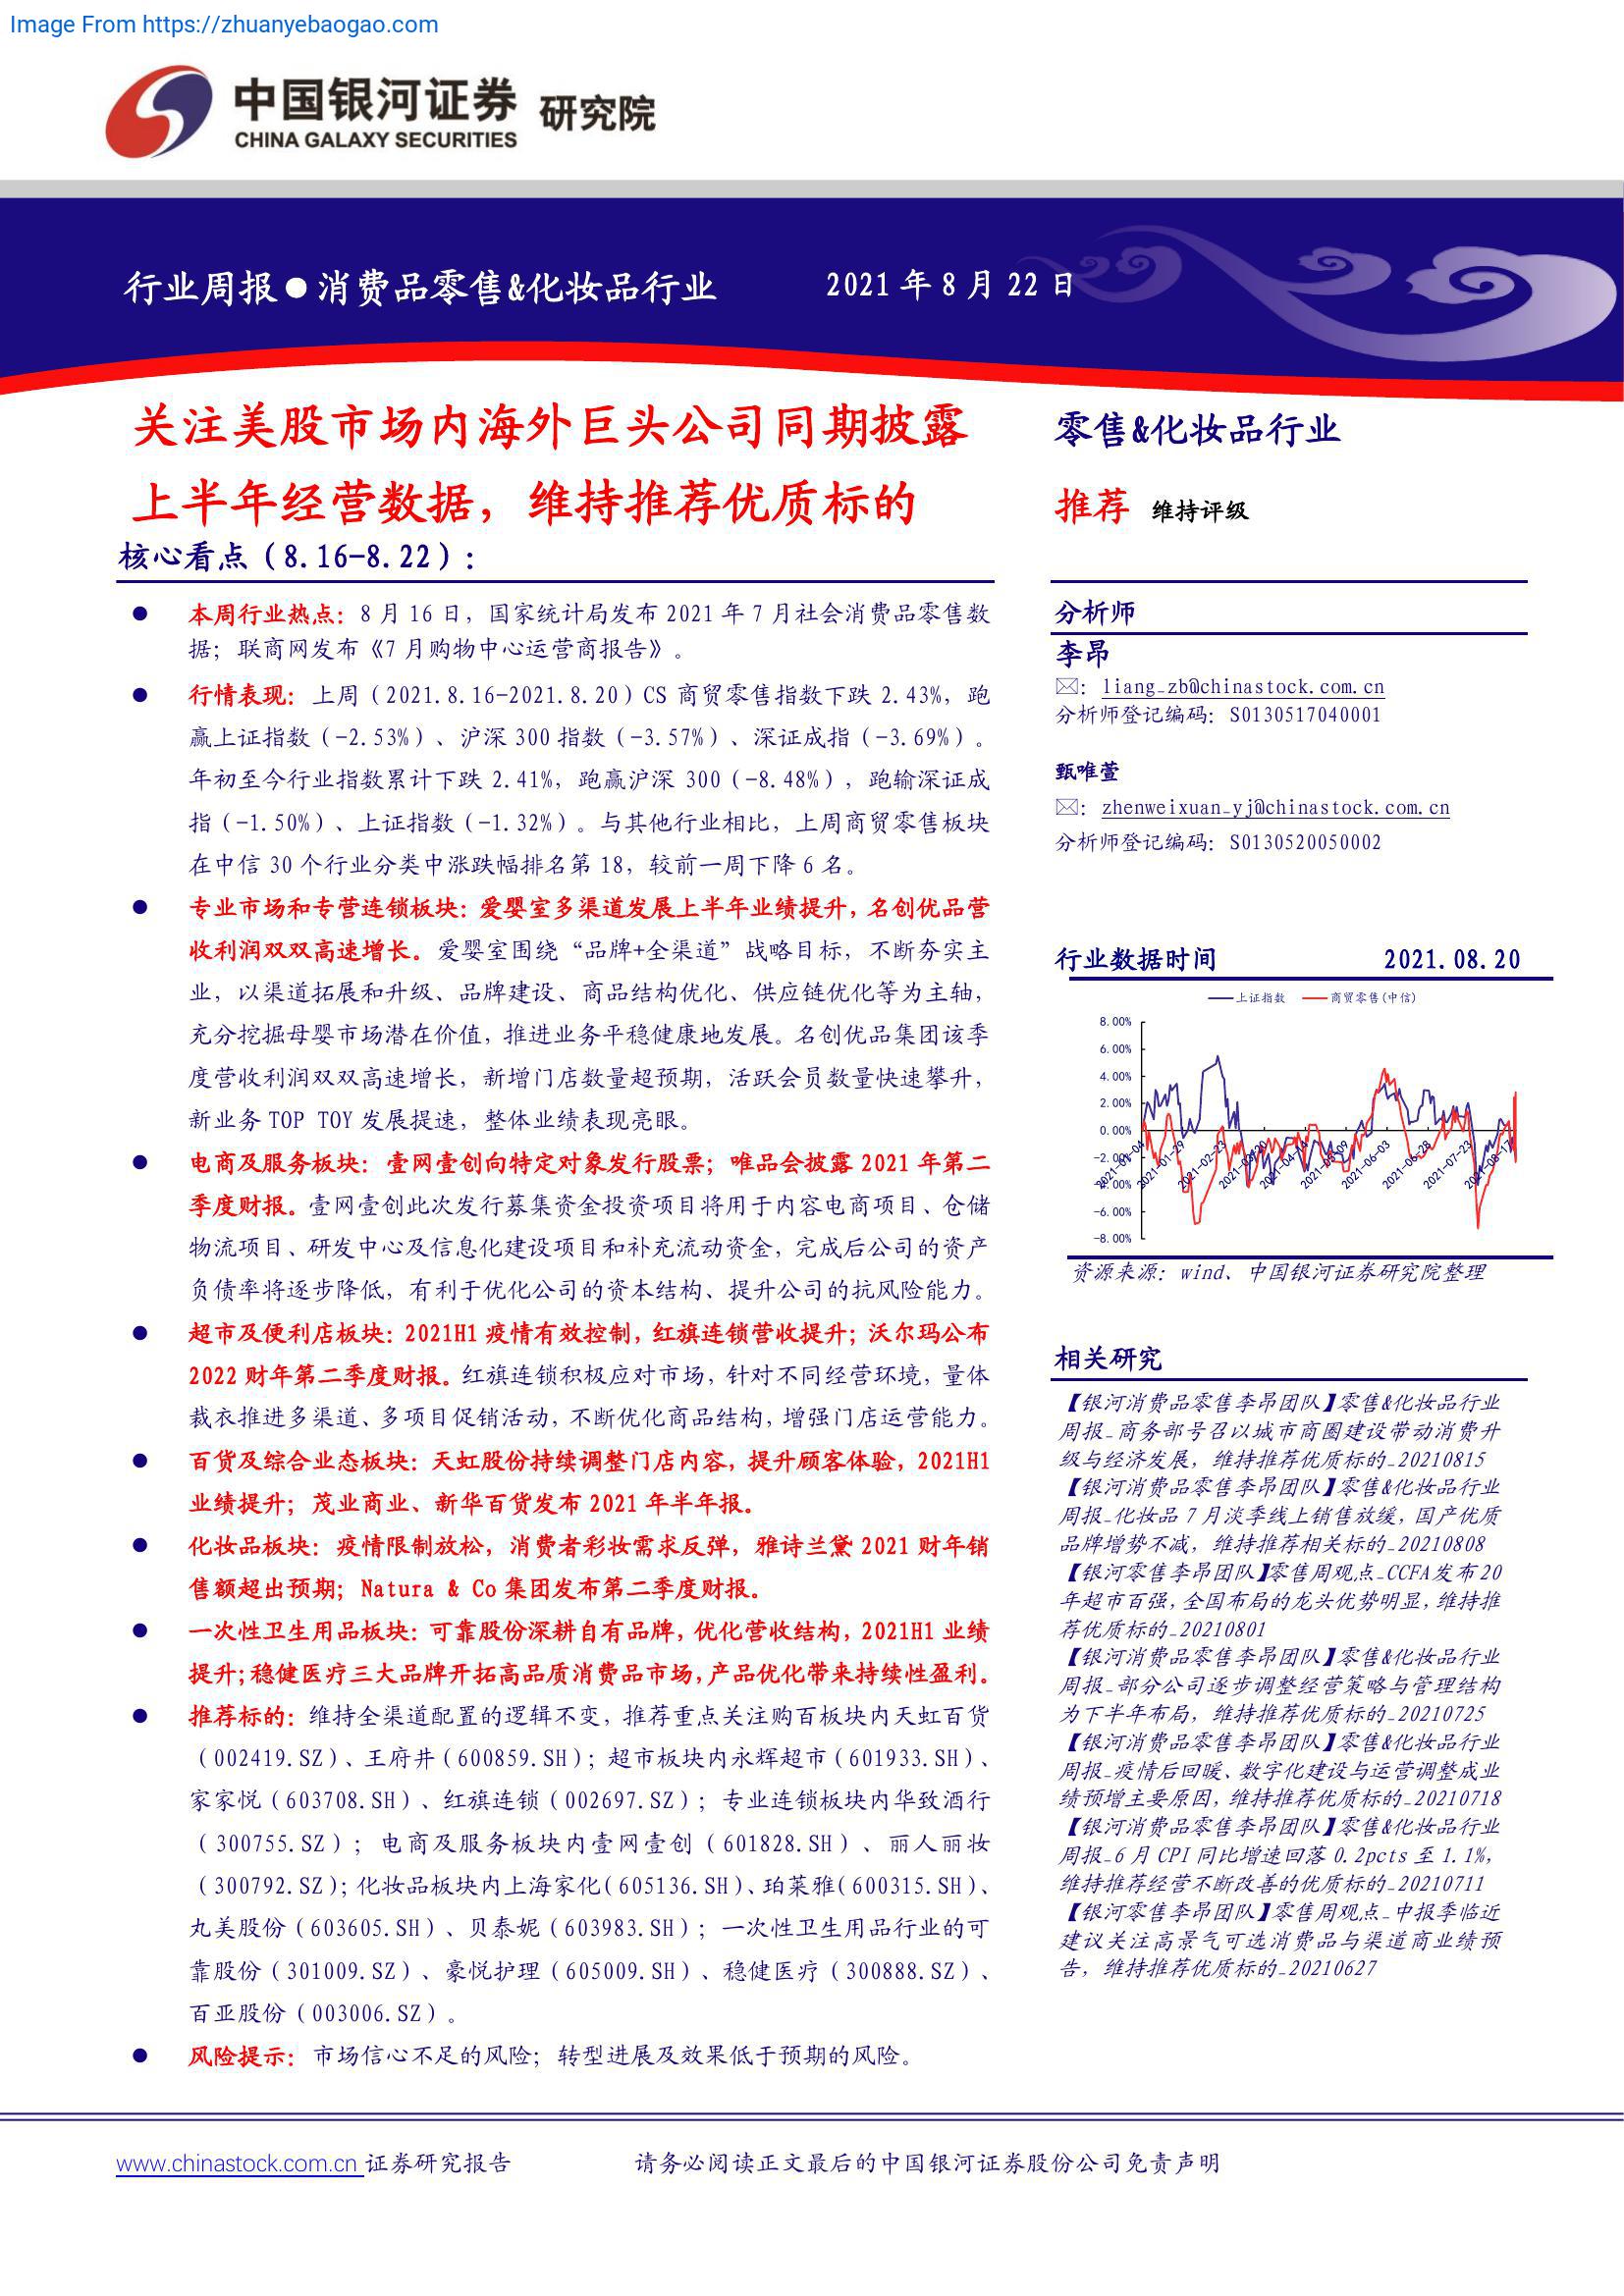 Image From https://zhuanyebaogao.com
中国银河证券 研究院
CHINA GALAXY SECURITIES
行业周报●消费品零售&化妆品行业
2021 年 8 月 22 日
关注美股市场内海外巨头公司同期披露
上半年经营数据，维持推荐优质标的
核心看点（8.16-8.22）：
● 本周行业热点：8 月 16 日，国家统计局发布 2021 年 7 月社会消费品零售数
据；联商网发布《7 月购物中心运营商报告》。
● 行情表现：上周（2021.8.16-2021.8.20）CS 商贸零售指数下跌 2.43%，跑
赢上证指数（-2.53%）、沪深 300 指数（-3.57%）、深证成指（-3.69%）。
年初至今行业指数累计下跌 2.41%，跑赢沪深 300（-8.48%），跑输深证成
指（-1.50%）、上证指数（-1.32%）。与其他行业相比，上周商贸零售板块
在中信 30 个行业分类中涨跌幅排名第 18，较前一周下降 6 名。
● 专业市场和专营连锁板块：爱婴室多渠道发展上半年业绩提升，名创优品营
收利润双双高速增长。爱婴室围绕“品牌+全渠道”战略目标，不断夯实主
业，以渠道拓展和升级、品牌建设、商品结构优化、供应链优化等为主轴，
充分挖掘母婴市场潜在价值，推进业务平稳健康地发展。名创优品集团该季
度营收利润双双高速增长，新增门店数量超预期，活跃会员数量快速攀升，
新业务 TOP TOY 发展提速，整体业绩表现亮眼。
● 电商及服务板块：壹网壹创向特定对象发行股票；唯品会披露 2021 年第二
季度财报。壹网壹创此次发行募集资金投资项目将用于内容电商项目、仓储
物流项目、研发中心及信息化建设项目和补充流动资金，完成后公司的资产
负债率将逐步降低，有利于优化公司的资本结构、提升公司的抗风险能力。
● 超市及便利店板块：2021H1 疫情有效控制，红旗连锁营收提升；沃尔玛公布
2022 财年第二季度财报。红旗连锁积极应对市场，针对不同经营环境，量体
裁衣推进多渠道、多项目促销活动，不断优化商品结构，增强门店运营能力。
● 百货及综合业态板块：天虹股份持续调整门店内容，提升顾客体验，2021H1
业绩提升；茂业商业、新华百货发布 2021 年半年报。
● 化妆品板块：疫情限制放松，消费者彩妆需求反弹，雅诗兰黛 2021 财年销
售额超出预期；Natura & Co 集团发布第二季度财报。
● 一次性卫生用品板块：可靠股份深耕自有品牌，优化营收结构，2021H1 业绩
提升；稳健医疗三大品牌开拓高品质消费品市场，产品优化带来持续性盈利。
● 推荐标的：维持全渠道配置的逻辑不变，推荐重点关注购百板块内天虹百货
（002419.SZ）、王府井（600859.SH）；超市板块内永辉超市（601933.SH）、
家家悦（603708.SH）、红旗连锁（002697.SZ）；专业连锁板块内华致酒行
（300755.SZ）；电商及服务板块内壹网壹创（601828.SH）、丽人丽妆
（300792.SZ）；化妆品板块内上海家化（605136.SH）、珀莱雅（600315.SH）、
丸美股份（603605.SH）、贝泰妮（603983.SH）；一次性卫生用品行业的可
靠股份（301009.SZ）、豪悦护理（605009.SH）、稳健医疗（300888.SZ）、
百亚股份（003006.SZ）。
● 风险提示：市场信心不足的风险；转型进展及效果低于预期的风险。
零售&化妆品行业
推荐 维持评级
分析师
李昂
：liang_zb@chinastock.com.cn
分析师登记编码：S0130517040001
甄唯萱
：zhenweixuan_yj@chinastock.com.cn
分析师登记编码：S0130520050002
行业数据时间 2021.08.20
上证指数 商贸零售(中信)
8.00%
6.00%
4.00%
2.00%
0.00%
-2.00%
-4.00%
-6.00%
-8.00%
2021-01-04
2021-01-29
2021-02-23
2021-03-20
2021-04-14
2021-05-09
2021-06-03
2021-06-28
2021-07-23
2021-08-17
资源来源：wind、中国银河证券研究院整理
相关研究
【银河消费品零售李昂团队】零售&化妆品行业
周报_商务部号召以城市商圈建设带动消费升
级与经济发展，维持推荐优质标的_20210815
【银河消费品零售李昂团队】零售&化妆品行业
周报_化妆品 7 月淡季线上销售放缓，国产优质
品牌增势不减，维持推荐相关标的_20210808
【银河零售李昂团队】零售周观点_CCFA 发布 20
年超市百强，全国布局的龙头优势明显，维持推
荐优质标的_20210801
【银河消费品零售李昂团队】零售&化妆品行业
周报_部分公司逐步调整经营策略与管理结构
为下半年布局，维持推荐优质标的_20210725
【银河消费品零售李昂团队】零售&化妆品行业
周报_疫情后回暖、数字化建设与运营调整成业
绩预增主要原因，维持推荐优质标的_20210718
【银河消费品零售李昂团队】零售&化妆品行业
周报_6 月 CPI 同比增速回落 0.2pcts 至 1.1%，
维持推荐经营不断改善的优质标的_20210711
【银河零售李昂团队】零售周观点_中报季临近
建议关注高景气可选消费品与渠道商业绩预
告，维持推荐优质标的_20210627
www.chinastock.com.cn 证券研究报告
请务必阅读正文最后的中国银河证券股份公司免责声明